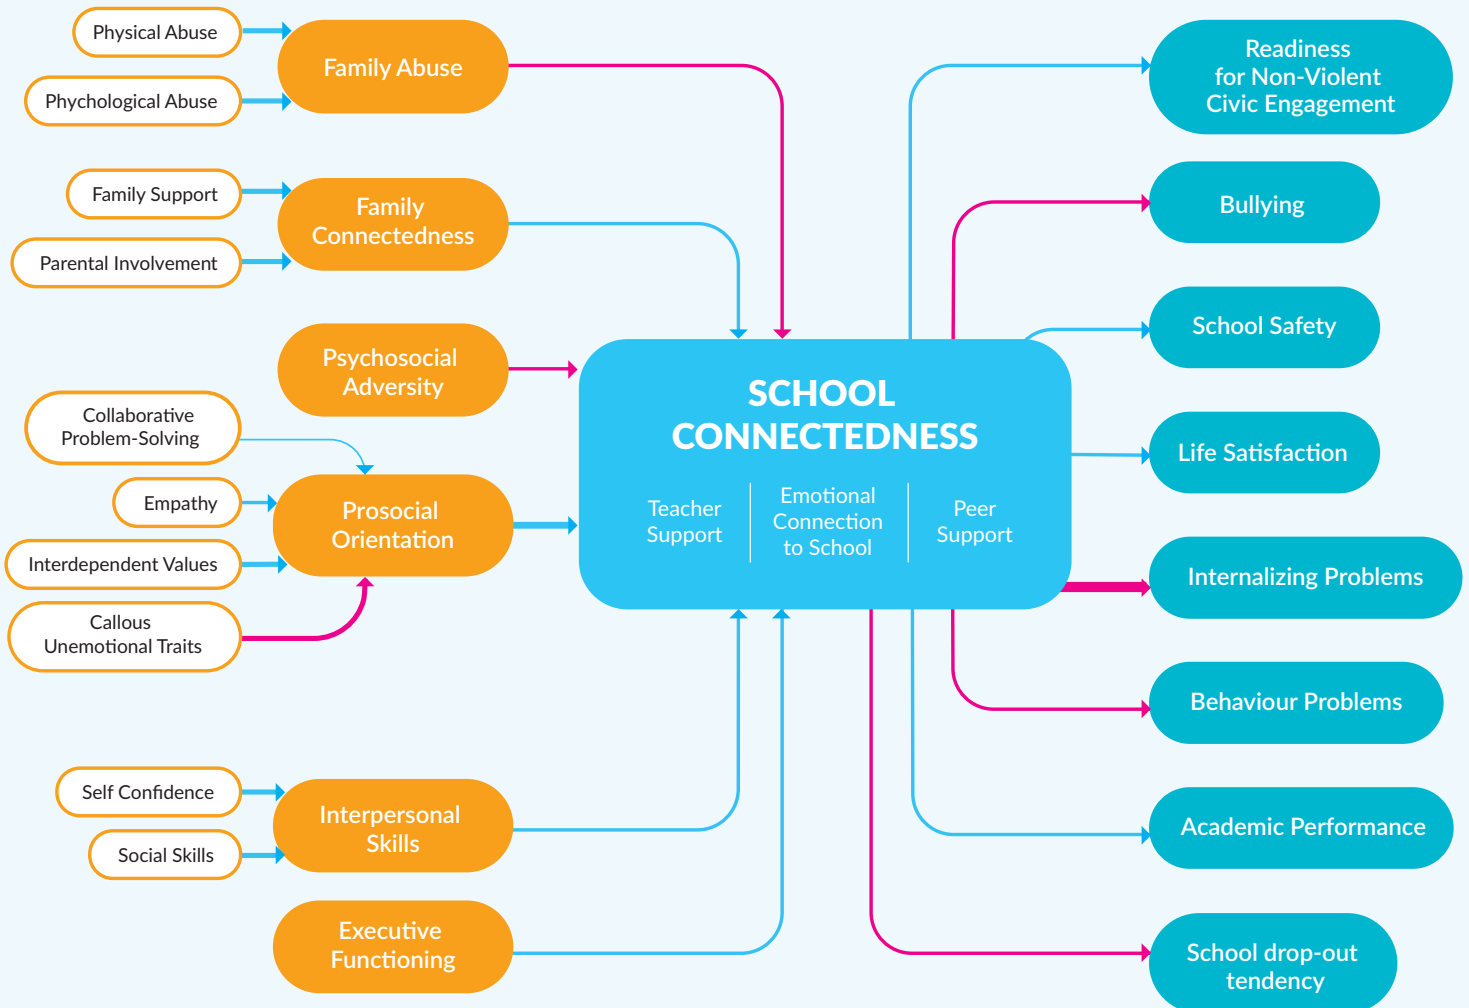 Physical Abuse
Phychological Abuse
Family Abuse
Family Support
Parental Involvement
Family
Connectedness
Psychosocial
Adversity
Collaborative
Problem-Solving
Empathy
Interdependent Values
Callous
Unemotional Traits
Prosocial
Orientation
Self Confidence
Social Skills
Interpersonal
Skills
Executive
Functioning
SCHOOL
CONNECTEDNESS
Teacher
Support
Emotional
Connection
to School
Peer
Support
Readiness
for Non-Violent
Civic Engagement
Bullying
School Safety
Life Satisfaction
Internalizing Problems
Behaviour Problems
Academic Performance
School drop-out
tendency